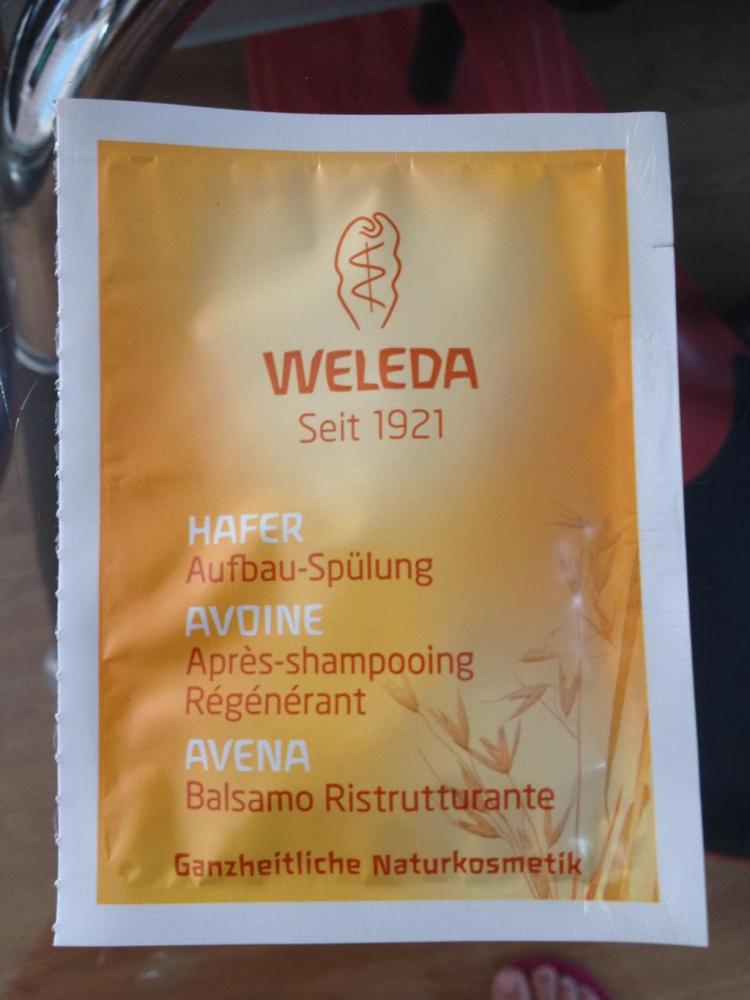 WELEDA
Seit 1921
HAFER
Aufbau-Spülung
AVOINE
Après-shampooing
Régénérant
AVENA
Balsamo Ristrutturante
Ganzheitliche Naturkosmetik